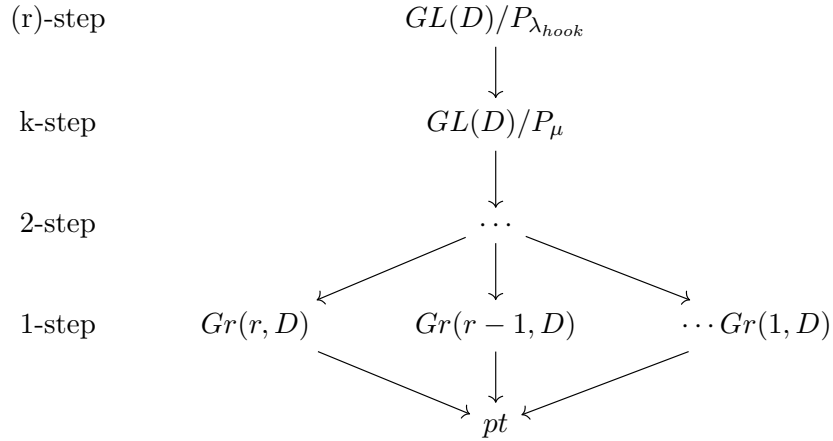 (r)-step GL(D)/P_{λ_{hook}}
k-step GL(D)/P_μ
2-step ···
1-step Gr(r, D) Gr(r − 1, D) ··· Gr(1, D)
pt